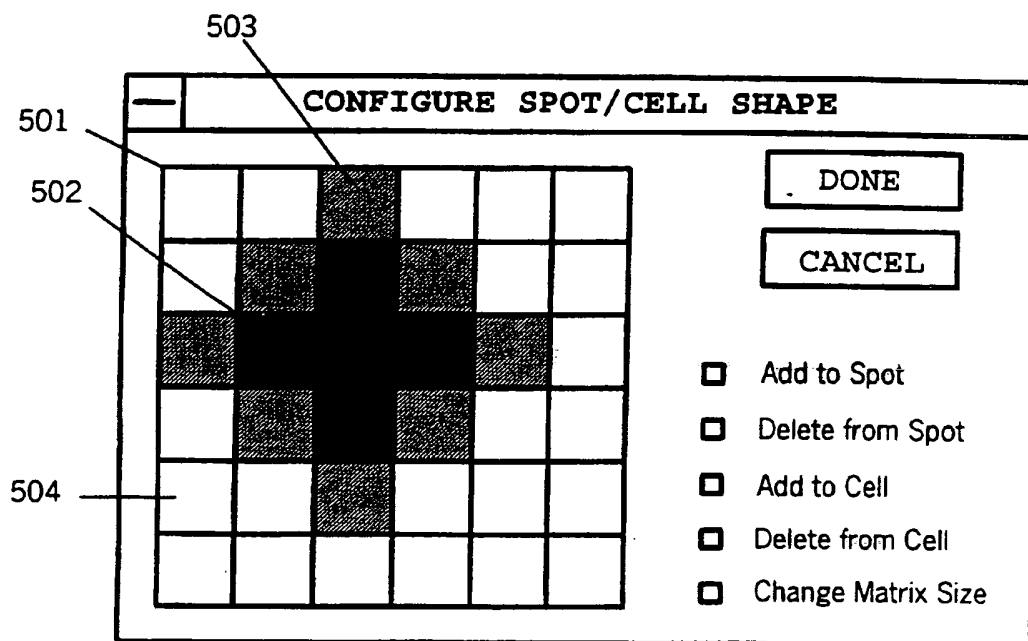 503
CONFIGURE SPOT/CELL SHAPE
501
502
DONE
CANCEL
Add to Spot
Delete from Spot
504
Add to Cell
Delete from Cell
Change Matrix Size